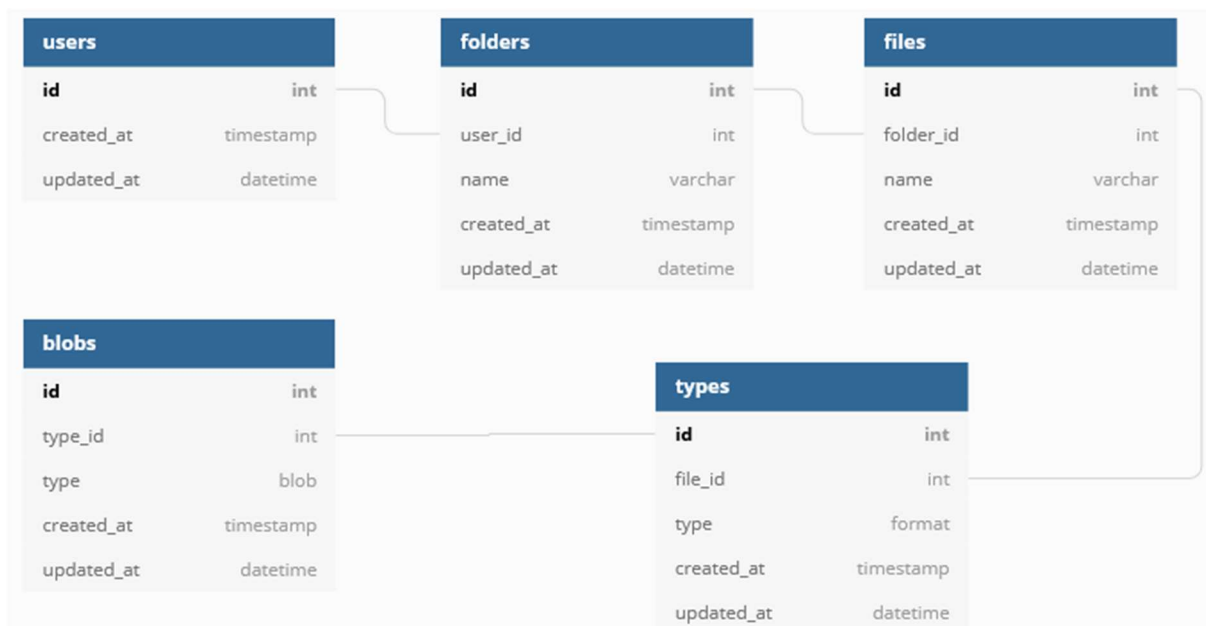 users
id int
created_at timestamp
updated_at datetime
folders
id int
user_id int
name varchar
created_at timestamp
updated_at datetime
files
id int
folder_id int
name varchar
created_at timestamp
updated_at datetime
blobs
id int
type_id int
type blob
created_at timestamp
updated_at datetime
types
id int
file_id int
type format
created_at timestamp
updated_at datetime